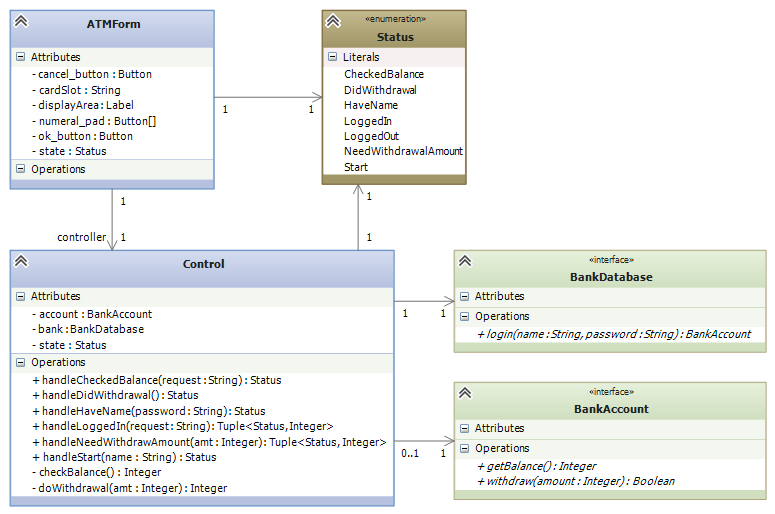 ATMForm
Attributes
- cancel_button : Button
- cardSlot : String
- displayArea : Label
- numeral_pad : Button[]
- ok_button : Button
- state : Status
Operations
«enumeration»
Status
Literals
CheckedBalance
DidWithdrawal
HaveName
LoggedIn
LoggedOut
NeedWithdrawalAmount
Start
1
1
1
controller
1
1
1
Control
Attributes
- account : BankAccount
- bank : BankDatabase
- state : Status
Operations
+ handleCheckedBalance(request : String) : Status
+ handleDidWithdrawal() : Status
+ handleHaveName(password : String) : Status
+ handleLoggedIn(request : String) : Tuple<Status,Integer>
+ handleNeedWithdrawAmount(amt : Integer) : Tuple<Status, Integer>
+ handleStart(name : String) : Status
- checkBalance() : Integer
- doWithdrawal(amt : Integer) : Integer
1
1
«interface»
BankDatabase
Attributes
Operations
+ login(name : String, password : String) : BankAccount
0..1
1
«interface»
BankAccount
Attributes
Operations
+ getBalance() : Integer
+ withdraw(amount : Integer) : Boolean